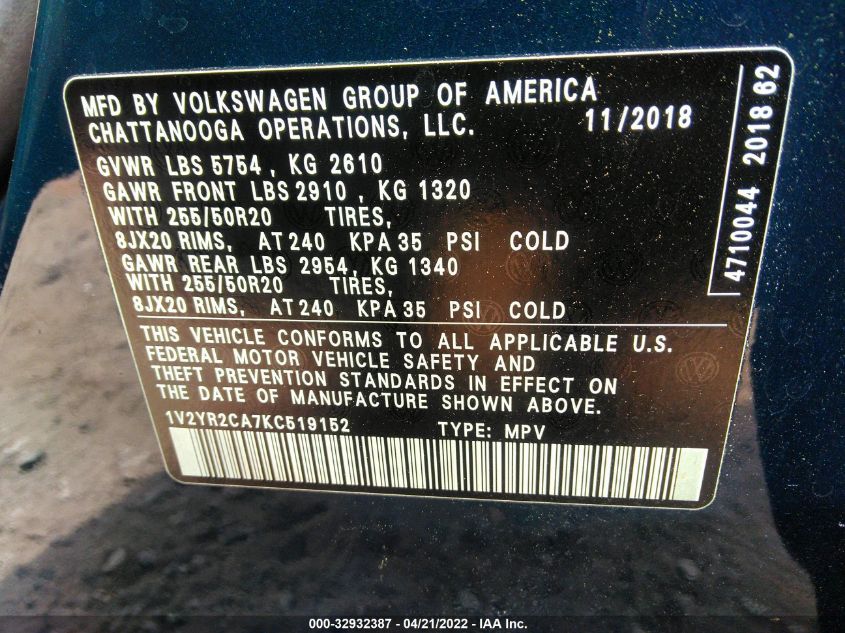 MFD BY VOLKSWAGEN GROUP OF AMERICA
CHATTANOOGA OPERATIONS, LLC. 11/2018
GVWR LBS 5754, KG 2610
GAWR FRONT LBS 2910, KG 1320
WITH 255/50R20 TIRES,
8JX20 RIMS, AT 240 KPA 35 PSI COLD
GAWR REAR LBS 2954, KG 1340
WITH 255/50R20 TIRES,
8JX20 RIMS, AT 240 KPA 35 PSI COLD
THIS VEHICLE CONFORMS TO ALL APPLICABLE U.S.
FEDERAL MOTOR VEHICLE SAFETY AND
THEFT PREVENTION STANDARDS IN EFFECT ON
THE DATE OF MANUFACTURE SHOWN ABOVE.
1V2YR2CA7KC519152 TYPE: MPV
4710044 2018 62
000-32932387 - 04/21/2022 - IAA Inc.